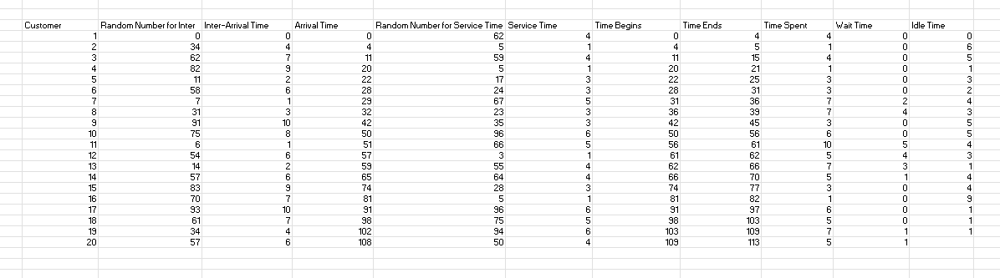 Customer Random Number for Inter Inter-Arrival Time Arrival Time Random Number for Service Time Service Time Time Begins Time Ends Time Spent Wait Time Idle Time
1 0 0 0 62 4 0 4 4 0 0
2 34 4 4 5 1 4 5 1 0 6
3 62 7 11 59 4 11 15 4 0 5
4 82 9 20 5 1 20 21 1 0 1
5 11 2 22 17 3 22 25 3 0 3
6 58 6 28 24 3 28 31 3 0 2
7 7 1 29 67 5 31 36 7 2 4
8 31 3 32 23 3 36 39 7 4 3
9 91 10 42 35 3 42 45 3 0 5
10 75 8 50 96 6 50 56 6 0 5
11 6 1 51 66 5 56 61 10 5 4
12 54 6 57 3 1 61 62 5 4 3
13 14 2 59 55 4 62 66 7 3 1
14 57 6 65 64 4 66 70 5 1 4
15 83 9 74 28 3 74 77 3 0 4
16 70 7 81 5 1 81 82 1 0 9
17 93 10 91 96 6 91 97 6 0 1
18 61 7 98 75 5 98 103 5 0 1
19 34 4 102 94 6 103 109 7 1 1
20 57 6 108 50 4 109 113 5 1